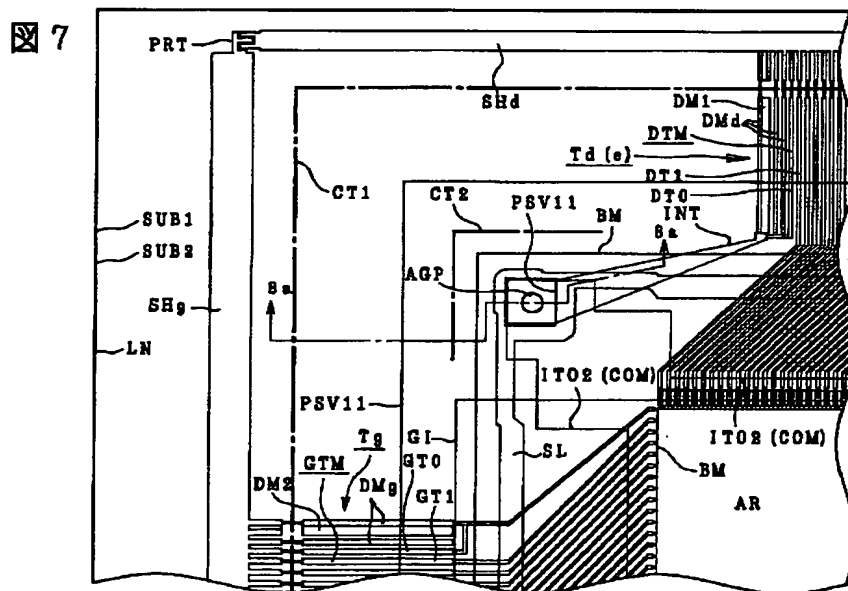 図 7
PRT
SHd
DM1
DMd
DTM
Td (e)
DT1
DT0
CT1
CT2
PSV11
BM
INT
8a
SUB1
SUB2
AGP
8a
SHg
LN
ITO2 (COM)
PSV11
GI
SL
ITO2 (COM)
Tg
GTM
GT0
BM
DM2
DMg
GT1
AR